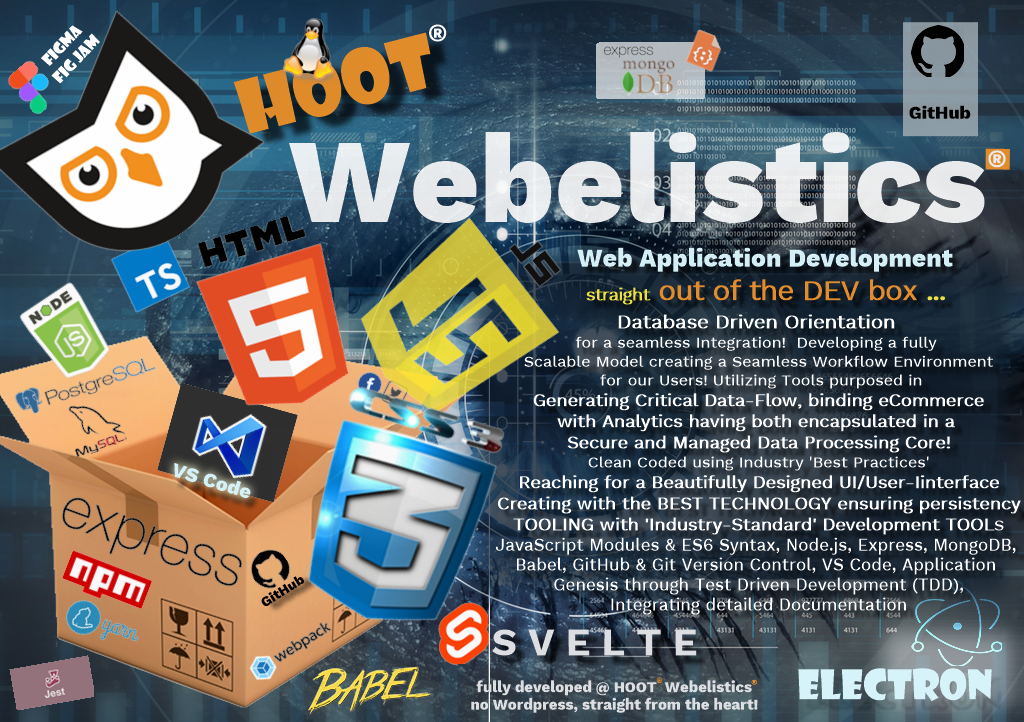 FIGMA
FIG JAM
HOOT®
express
mongo
DB
GitHub
Webelistics®
HTML
5
TS
JS
NODE
JS
PostgreSQL
MySQL
VS Code
3
express
npm
yarn
GitHub
webpack
Jest
BABEL
Web Application Development
straight out of the DEV box ...
Database Driven Orientation
for a seamless Integration! Developing a fully
Scalable Model creating a Seamless Workflow Environment
for our Users! Utilizing Tools purposed in
Generating Critical Data-Flow, binding eCommerce
with Analytics having both encapsulated in a
Secure and Managed Data Processing Core!
Clean Coded using Industry 'Best Practices'
Reaching for a Beautifully Designed UI/User-Iinterface
Creating with the BEST TECHNOLOGY ensuring persistency
TOOLING with 'Industry-Standard' Development TOOLs
JavaScript Modules & ES6 Syntax, Node.js, Express, MongoDB,
Babel, GitHub & Git Version Control, VS Code, Application
Genesis through Test Driven Development (TDD),
Integrating detailed Documentation
SVELTE
ELECTRON
fully developed @ HOOT® Webelistics®
no Wordpress, straight from the heart!